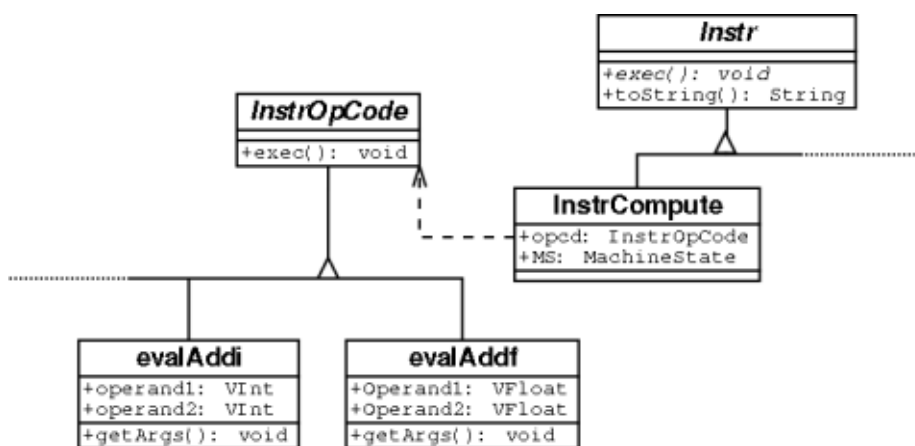 Instr
+exec(): void
+toString(): String
InstrOpCode
+exec(): void
InstrCompute
+opcd: InstrOpCode
+MS: MachineState
evalAddi
+operand1: VInt
+operand2: VInt
+getArgs(): void
evalAddf
+Operand1: VFloat
+Operand2: VFloat
+getArgs(): void